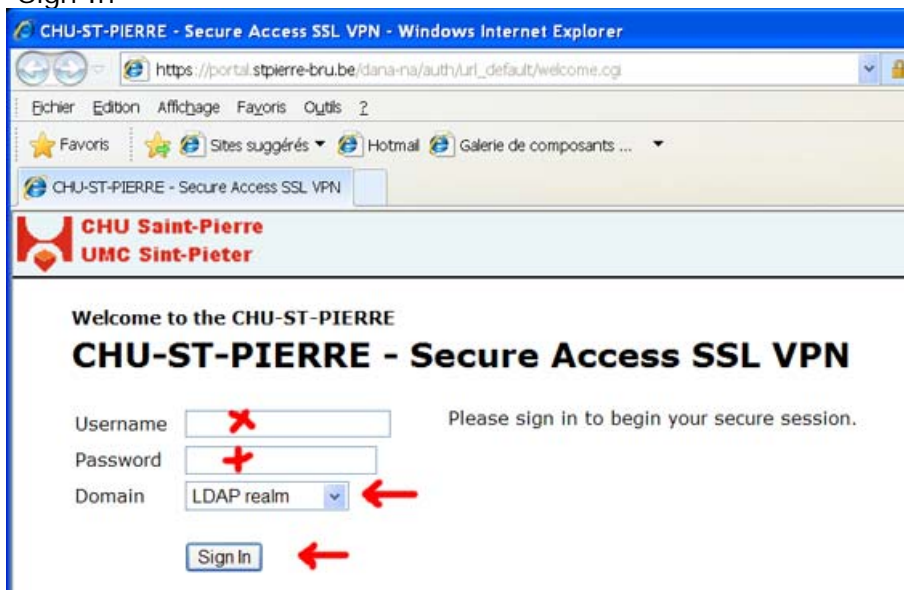 Sign-In
CHU-ST-PIERRE - Secure Access SSL VPN - Windows Internet Explorer
https://portal.stpierre-bru.be/dana-na/auth/url_default/welcome.cgi
Fichier Edition Affichage Favoris Outils ?
Favoris Sites suggérés Hotmail Galerie de composants ...
CHU-ST-PIERRE - Secure Access SSL VPN
CHU Saint-Pierre
UMC Sint-Pieter
Welcome to the CHU-ST-PIERRE
CHU-ST-PIERRE - Secure Access SSL VPN
Username
Please sign in to begin your secure session.
Password
Domain LDAP realm
Sign In